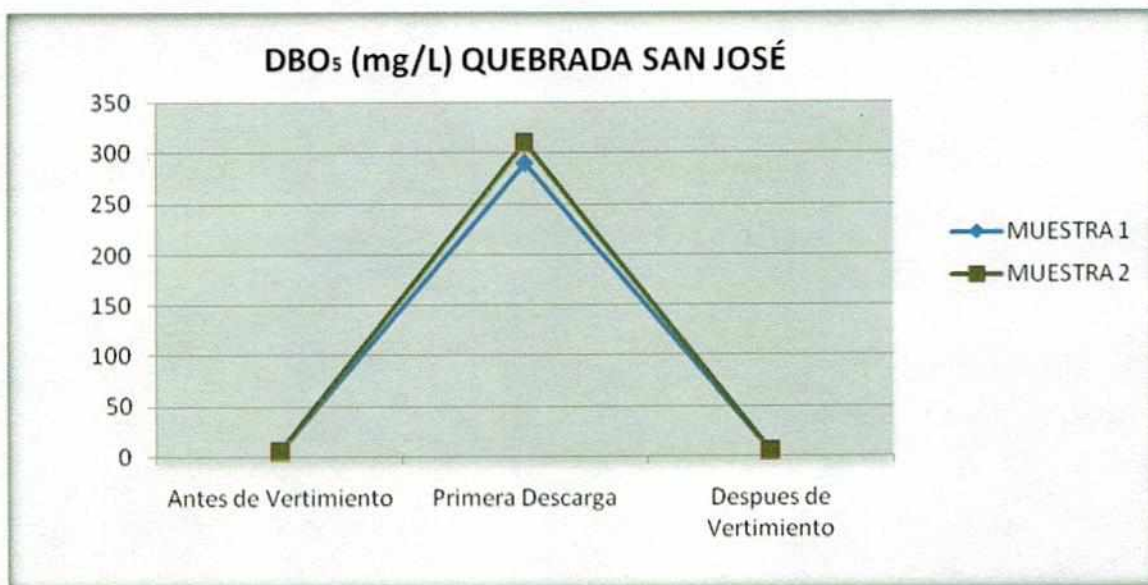 DBO₅ (mg/L) QUEBRADA SAN JOSÉ
350
300
250
200
150
100
50
0
Antes de Vertimiento
Primera Descarga
Despues de
Vertimiento
MUESTRA 1
MUESTRA 2